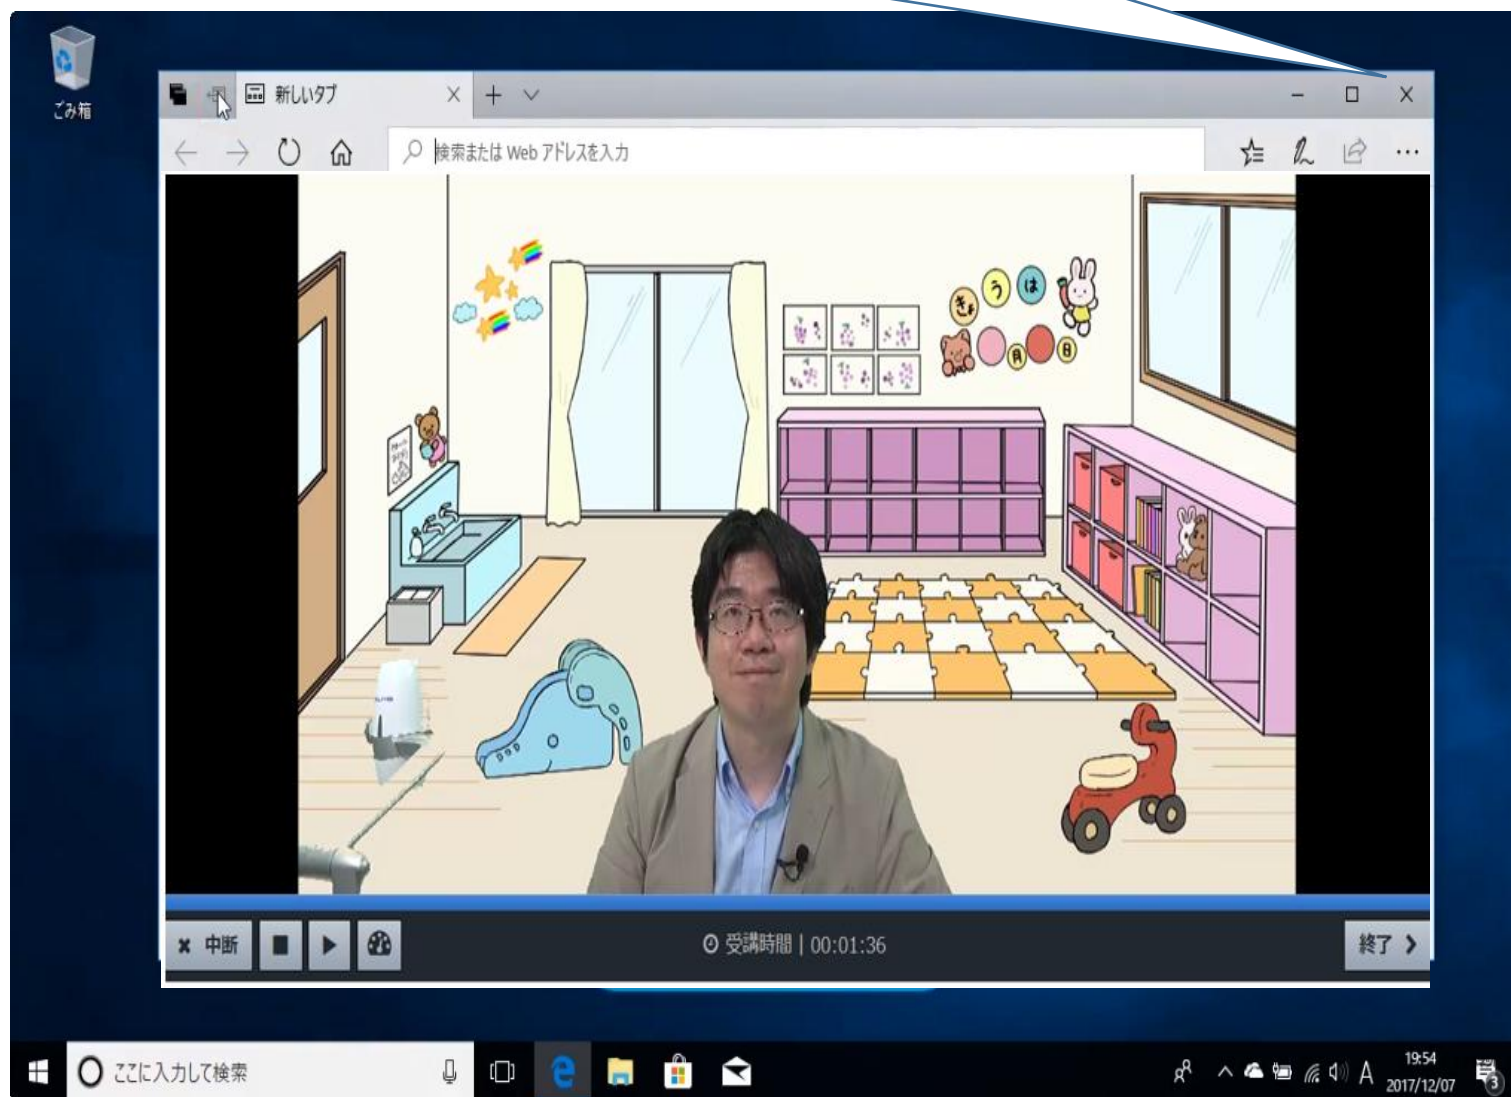 ごみ箱
新しいタブ
検索または Web アドレスを入力
きょ
う
は
月
日
中断
受講時間 | 00:01:36
終了
ここに入力して検索
A
19:54
2017/12/07
3